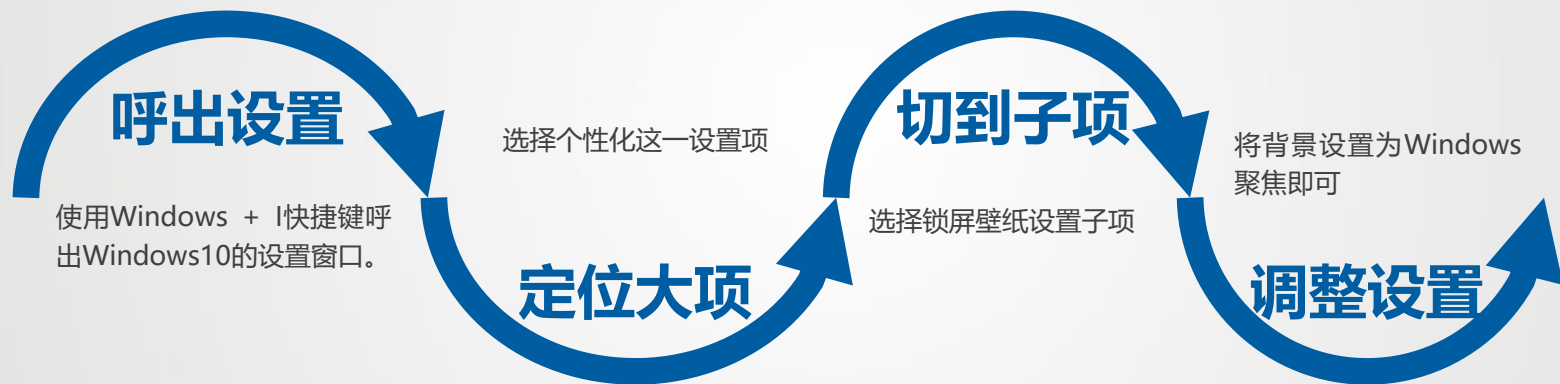 呼出设置
使用Windows + I快捷键呼
出Windows10的设置窗口。
选择个性化这一设置项
定位大项
切到子项
选择锁屏壁纸设置子项
将背景设置为Windows
聚焦即可
调整设置